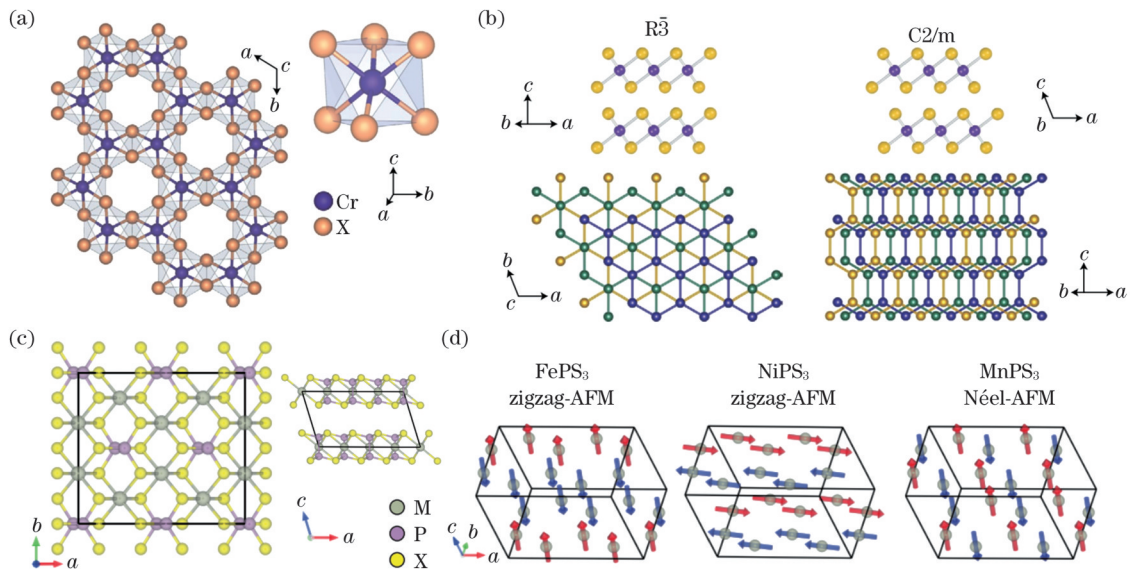 (a)
a
c
b
c
b
a
Cr
X
(b)
R3̄
C2/m
c
b
a
c
b
a
b
c
a
c
b
a
(c)
b
a
c
a
M
P
X
(d)
FePS₃
zigzag-AFM
NiPS₃
zigzag-AFM
MnPS₃
Néel-AFM
c
b
a